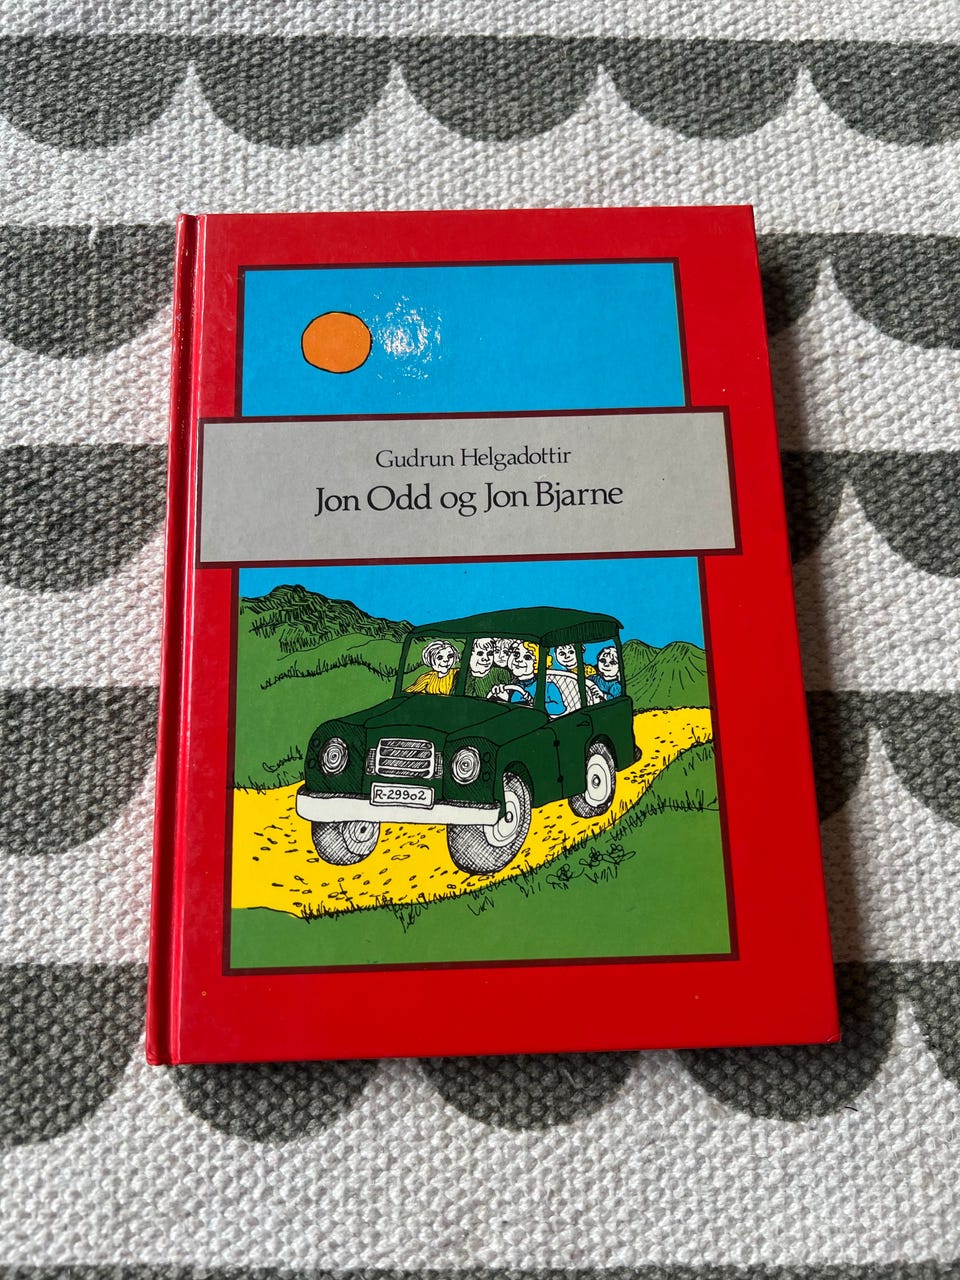 Gudrun Helgadottir
Jon Odd og Jon Bjarne
R-29902